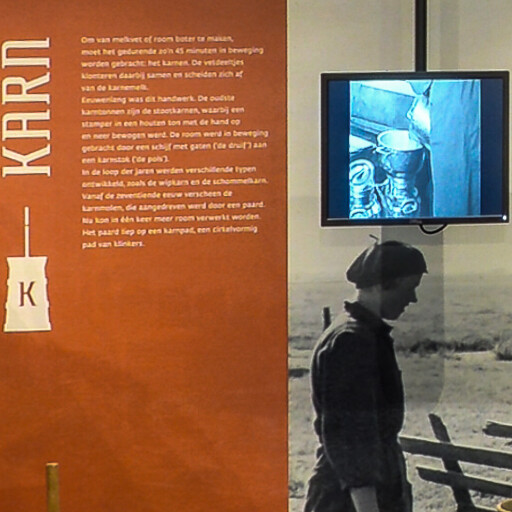 KARN
Om van melkvet of room boter te maken,
moet het gedurende zo'n 45 minuten in beweging
worden gebracht: het karnen. De vetdeeltjes
klonteren daarbij samen en scheiden zich af
van de karnemelk.
Eeuwenlang was dit handwerk. De oudste
karntonnen zijn de stootkarnen, waarbij een
stamper in een houten ton met de hand op
en neer bewogen werd. De room werd in beweging
gebracht door een schijf met gaten ('de druif') aan
een karnstok ('de pols').
In de loop der jaren werden verschillende typen
ontwikkeld, zoals de wipkarn en de schommelkarn.
Vanaf de zeventiende eeuw verscheen de
karnmolen, die aangedreven werd door een paard.
Nu kon in één keer meer room verwerkt worden.
Het paard liep op een karnpad, een cirkelvormig
pad van klinkers.
K